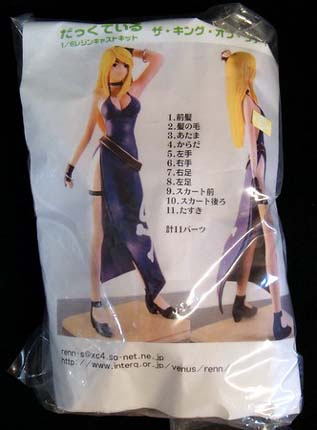 だっくている ザ・キング・オブ・
1/6レジンキャストキット
1.前髪
2.髪の毛
3.あたま
4.からだ
5.左手
6.右手
7.右足
8.左足
9.スカート前
10.スカート後ろ
11.たすき
計11パーツ
renn-s@xc4.so-net.ne.jp
http://www.interq.or.jp/venus/renn/